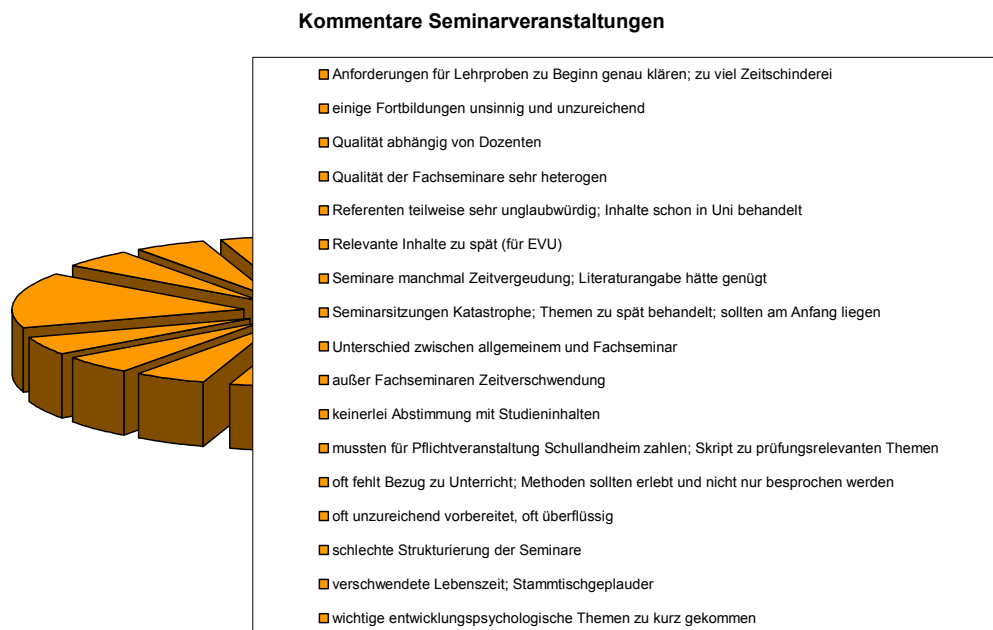 Kommentare Seminarveranstaltungen
Anforderungen für Lehrproben zu Beginn genau klären; zu viel Zeitschinderei
einige Fortbildungen unsinnig und unzureichend
Qualität abhängig von Dozenten
Qualität der Fachseminare sehr heterogen
Referenten teilweise sehr unglaubwürdig; Inhalte schon in Uni behandelt
Relevante Inhalte zu spät (für EVU)
Seminare manchmal Zeitvergeudung; Literaturangabe hätte genügt
Seminarsitzungen Katastrophe; Themen zu spät behandelt; sollten am Anfang liegen
Unterschied zwischen allgemeinem und Fachseminar
außer Fachseminaren Zeitverschwendung
keinerlei Abstimmung mit Studieninhalten
mussten für Pflichtveranstaltung Schullandheim zahlen; Skript zu prüfungsrelevanten Themen
oft fehlt Bezug zu Unterricht; Methoden sollten erlebt und nicht nur besprochen werden
oft unzureichend vorbereitet, oft überflüssig
schlechte Strukturierung der Seminare
verschwendete Lebenszeit; Stammtischgeplauder
wichtige entwicklungspsychologische Themen zu kurz gekommen